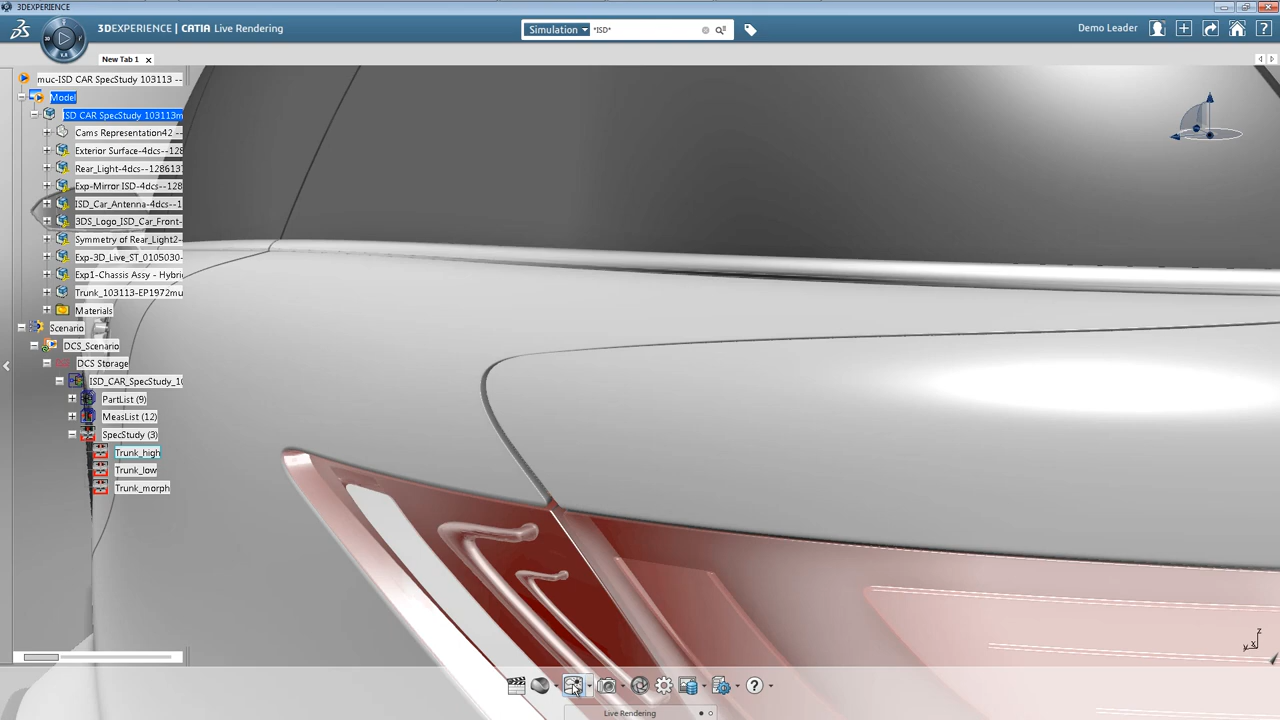 3DEXPERIENCE
3DEXPERIENCE | CATIA Live Rendering
Simulation
*ISD*
Demo Leader
New Tab 1
muc-ISD CAR SpecStudy 103113 --
Model
ISD CAR SpecStudy 103113m
Cams Representation42 --
Exterior Surface-4dcs--128
Rear_Light-4dcs--1286137
Exp-Mirror ISD-4dcs--128
ISD_Car_Antenna-4dcs--1
3DS_Logo_ISD_Car_Front-
Symmetry of Rear_Light2-
Exp-3D_Live_ST_0105030-
Exp1-Chassis Assy - Hybri
Trunk_103113-EP1972mu
Materials
Scenario
DCS_Scenario
DCS Storage
ISD_CAR_SpecStudy_10
PartList (9)
MeasList (12)
SpecStudy (3)
Trunk_high
Trunk_low
Trunk_morph
z
y x
Live Rendering